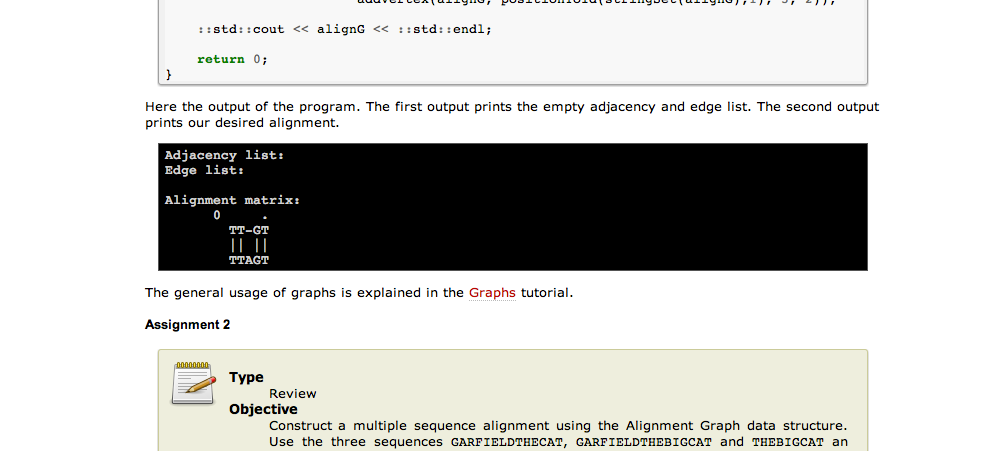 ::std::cout << alignG << ::std::endl;
return 0;
}
Here the output of the program. The first output prints the empty adjacency and edge list. The second output
prints our desired alignment.
Adjacency list:
Edge list:
Alignment matrix:
0 .
TT-GT
|| ||
TTAGT
The general usage of graphs is explained in the Graphs tutorial.
Assignment 2
Type
Review
Objective
Construct a multiple sequence alignment using the Alignment Graph data structure.
Use the three sequences GARFIELDTHECAT, GARFIELDTHEBIGCAT and THEBIGCAT an